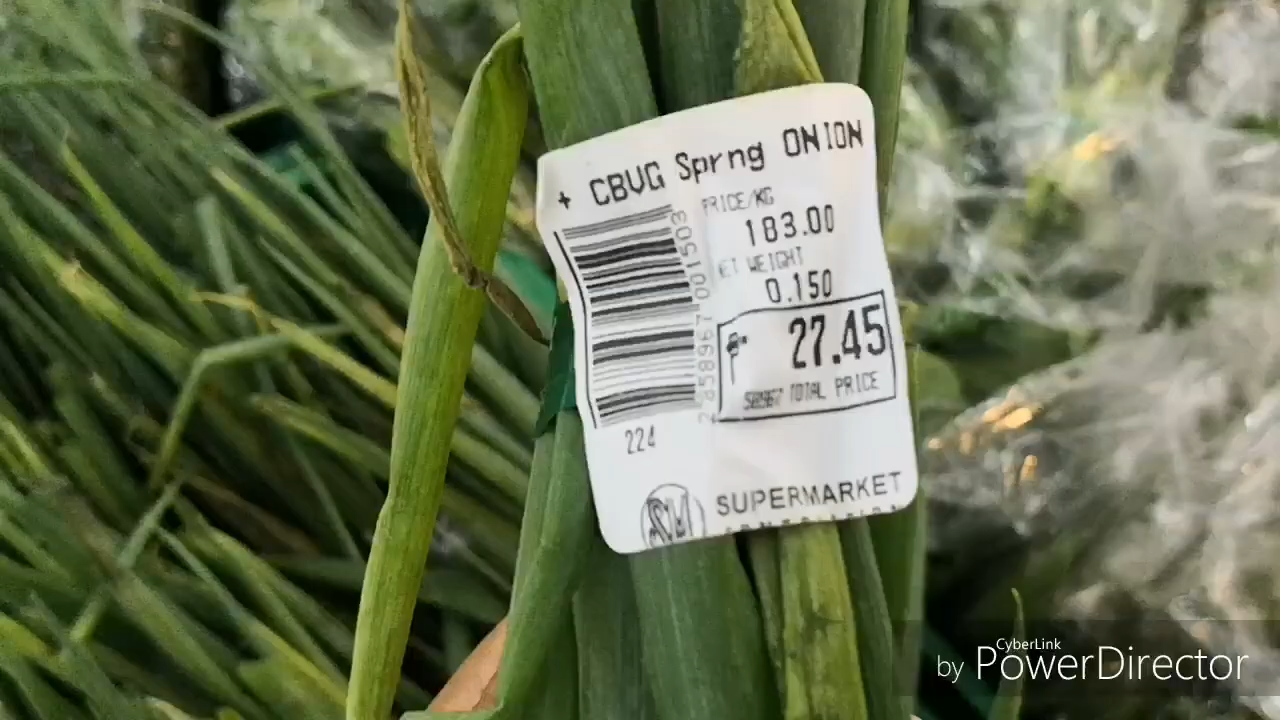 + CBVG Sprng ONION
PRICE/KG
183.00
ET WEIGHT
0.150
27.45
TOTAL PRICE
224
SM SUPERMARKET
CyberLink
by PowerDirector